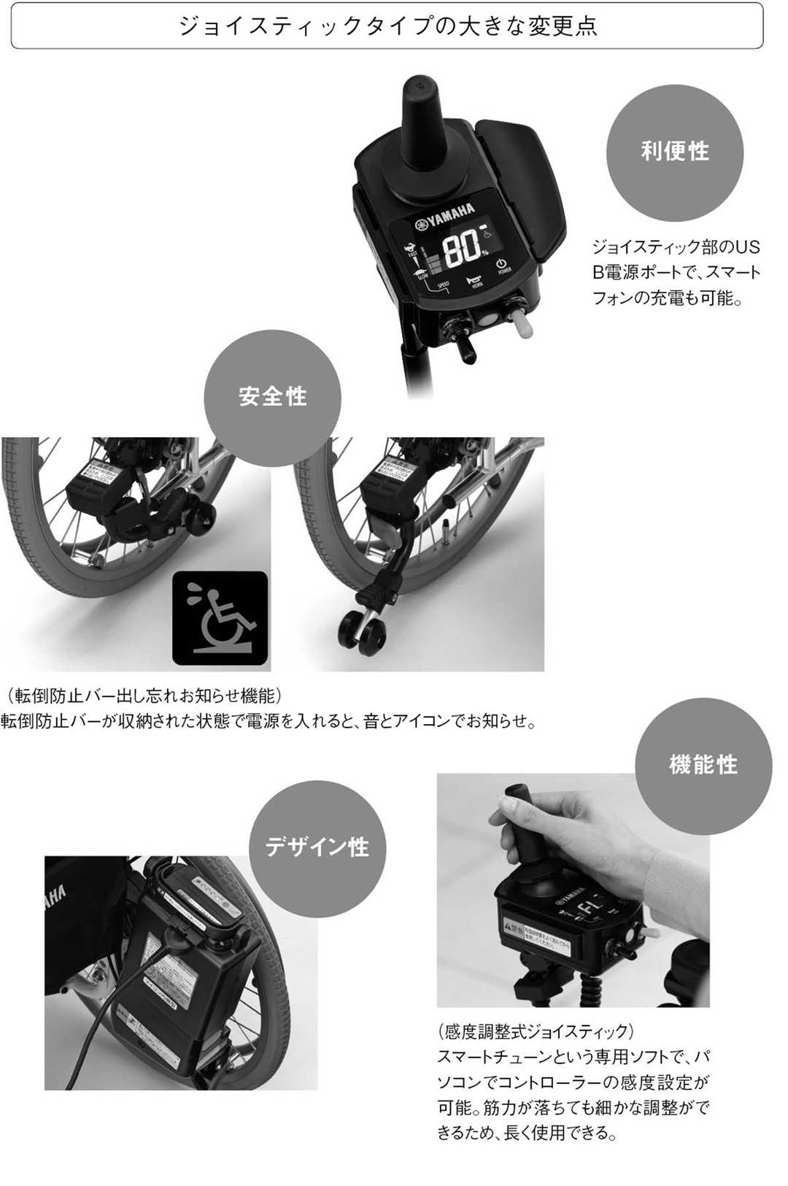 ジョイスティックタイプの大きな変更点
利便性
ジョイスティック部のUS
B電源ポートで、スマート
フォンの充電も可能。
YAMAHA
80%
FAST
SLOW
SPEED
HORN
POWER
安全性
（転倒防止バー出し忘れお知らせ機能）
転倒防止バーが収納された状態で電源を入れると、音とアイコンでお知らせ。
デザイン性
AHA
機能性
YAMAHA
警告
（感度調整式ジョイスティック）
スマートチューンという専用ソフトで、パ
ソコンでコントローラーの感度設定が
可能。筋力が落ちても細かな調整がで
きるため、長く使用できる。